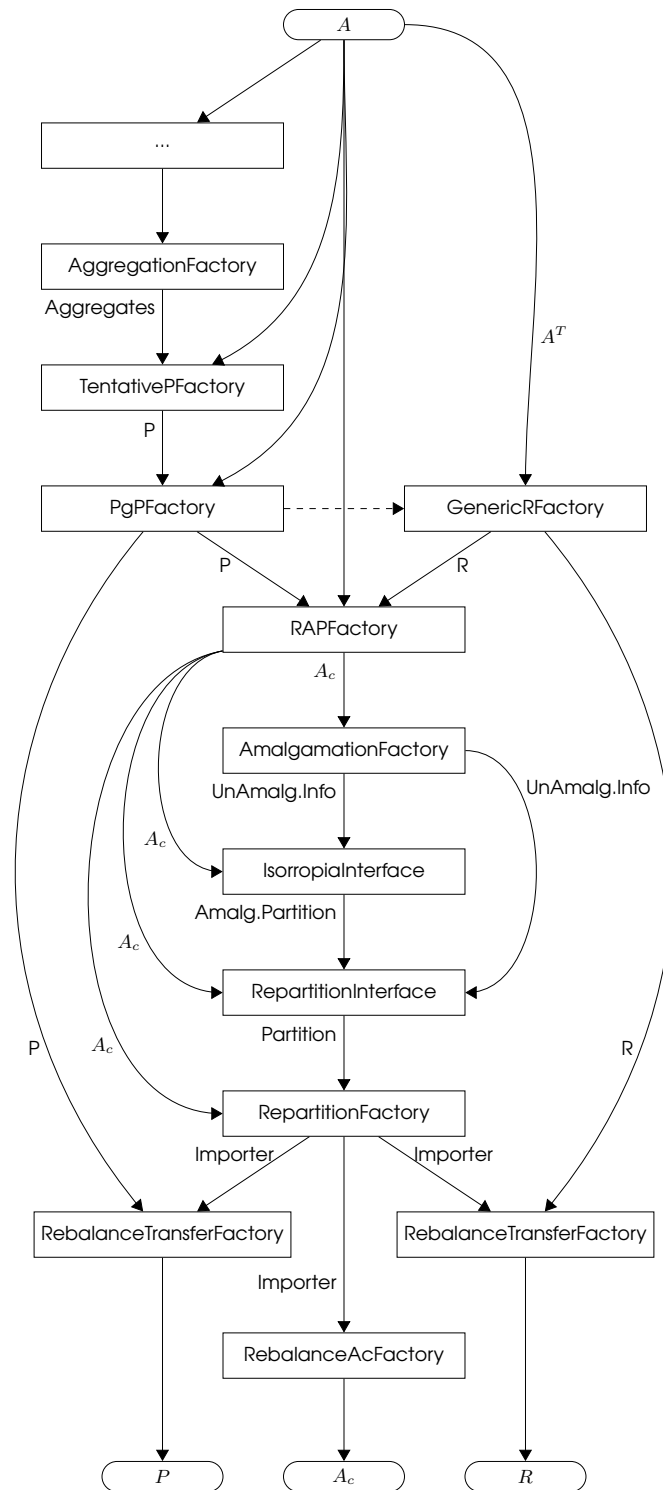 A
...
AggregationFactory
Aggregates
A^T
TentativePFactory
P
PgPFactory
GenericRFactory
P
R
RAPFactory
A_c
AmalgamationFactory
UnAmalg.Info
UnAmalg.Info
A_c
IsorropiaInterface
Amalg.Partition
A_c
RepartitionInterface
Partition
P
A_c
R
RepartitionFactory
Importer
Importer
RebalanceTransferFactory
RebalanceTransferFactory
Importer
RebalanceAcFactory
P
A_c
R